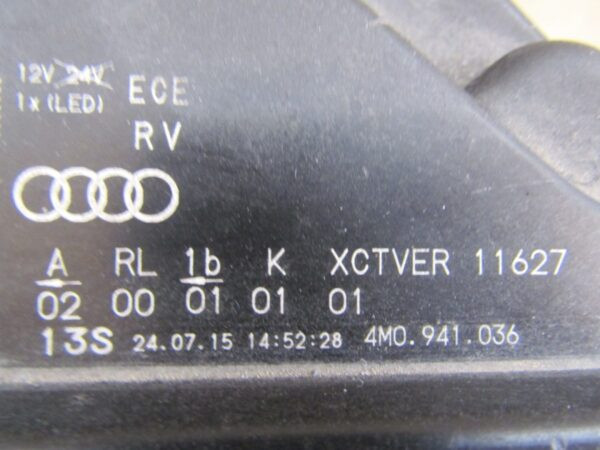 12V 24V ECE
1x (LED)
RV
A RL 1b K XCTVER 11627
02 00 01 01 01
13S 24.07.15 14:52:28 4M0.941.036